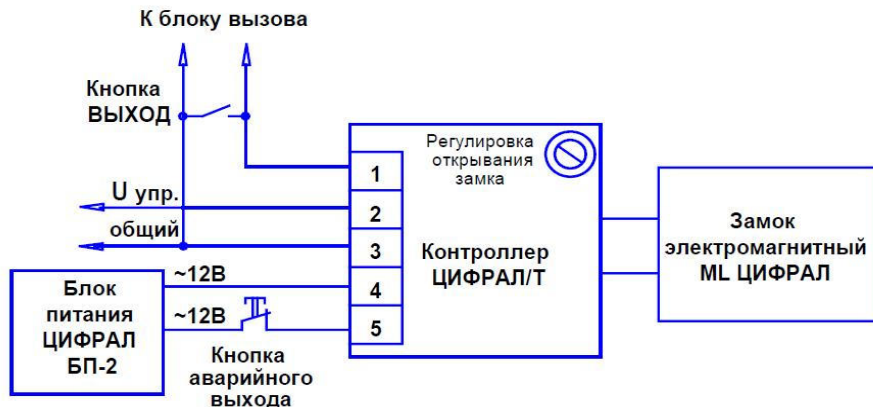 К блоку вызова
Кнопка
ВЫХОД
Регулировка
открывания
замка
1
U упр.
2
общий
3
Контроллер
ЦИФРАЛ/Т
Замок
электромагнитный
ML ЦИФРАЛ
Блок
питания
ЦИФРАЛ
БП-2
~12В
4
~12В
5
Кнопка
аварийного
выхода